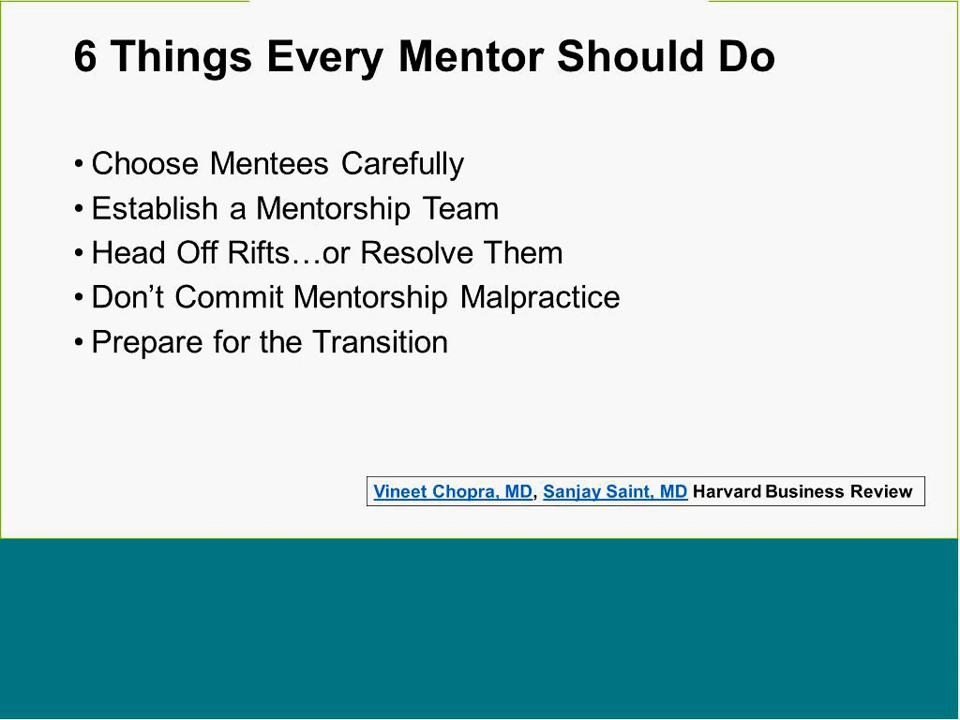 6 Things Every Mentor Should Do
• Choose Mentees Carefully
• Establish a Mentorship Team
• Head Off Rifts…or Resolve Them
• Don’t Commit Mentorship Malpractice
• Prepare for the Transition
Vineet Chopra, MD, Sanjay Saint, MD Harvard Business Review